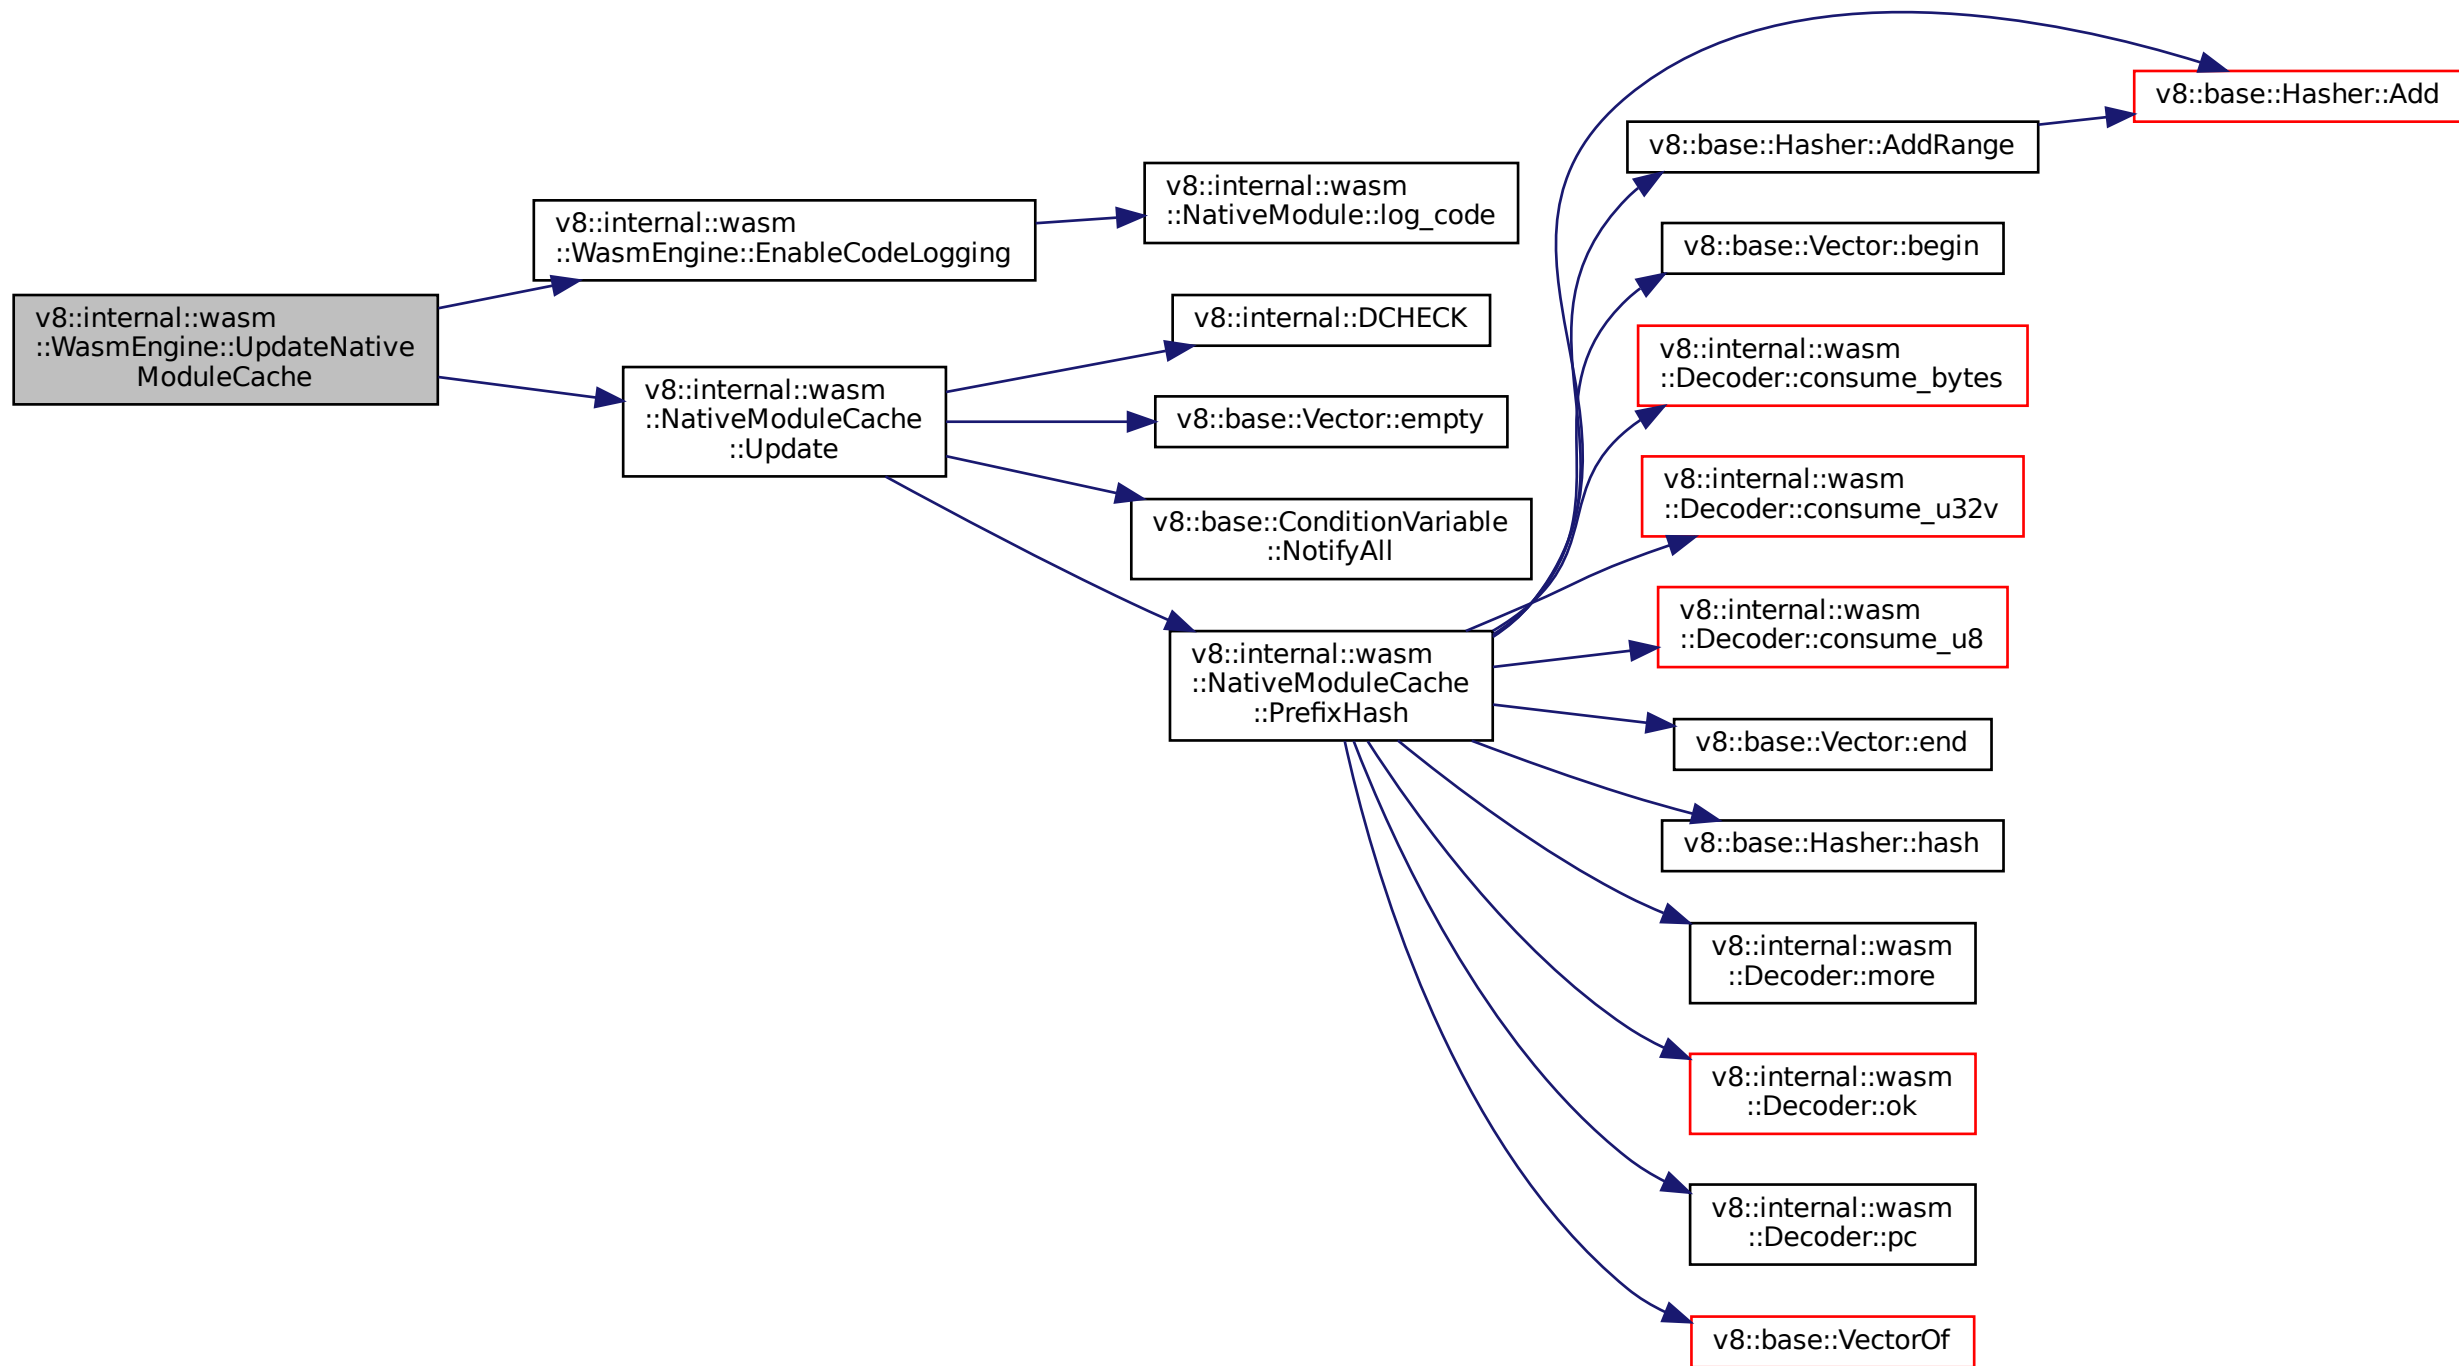 v8::internal::wasm
::WasmEngine::UpdateNative
ModuleCache
v8::internal::wasm
::WasmEngine::EnableCodeLogging
v8::internal::wasm
::NativeModule::log_code
v8::internal::wasm
::NativeModuleCache
::Update
v8::internal::DCHECK
v8::base::Vector::empty
v8::base::ConditionVariable
::NotifyAll
v8::internal::wasm
::NativeModuleCache
::PrefixHash
v8::base::Hasher::Add
v8::base::Hasher::AddRange
v8::base::Vector::begin
v8::internal::wasm
::Decoder::consume_bytes
v8::internal::wasm
::Decoder::consume_u32v
v8::internal::wasm
::Decoder::consume_u8
v8::base::Vector::end
v8::base::Hasher::hash
v8::internal::wasm
::Decoder::more
v8::internal::wasm
::Decoder::ok
v8::internal::wasm
::Decoder::pc
v8::base::VectorOf